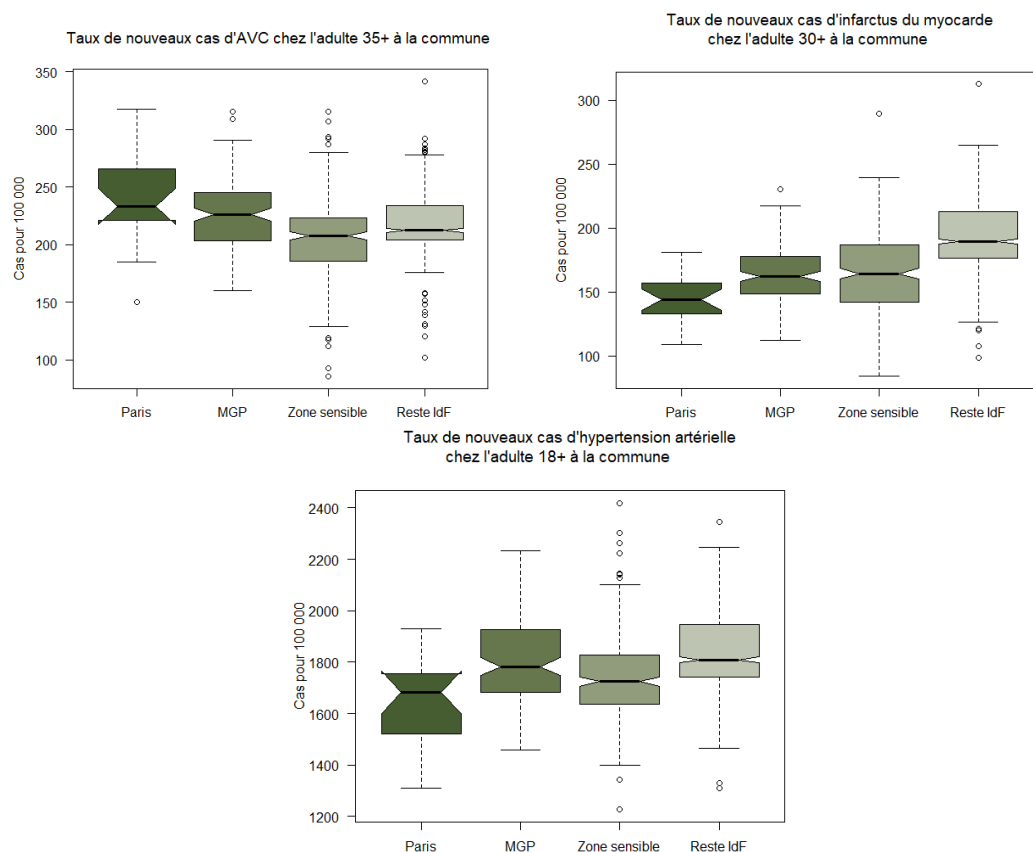 Taux de nouveaux cas d'AVC chez l'adulte 35+ à la commune
350
300
250
200
150
100
Cas pour 100 000
Paris MGP Zone sensible Reste IdF
Taux de nouveaux cas d'infarctus du myocarde
chez l'adulte 30+ à la commune
300
250
200
150
100
Cas pour 100 000
Paris MGP Zone sensible Reste IdF
Taux de nouveaux cas d'hypertension artérielle
chez l'adulte 18+ à la commune
2400
2200
2000
1800
1600
1400
1200
Cas pour 100 000
Paris MGP Zone sensible Reste IdF